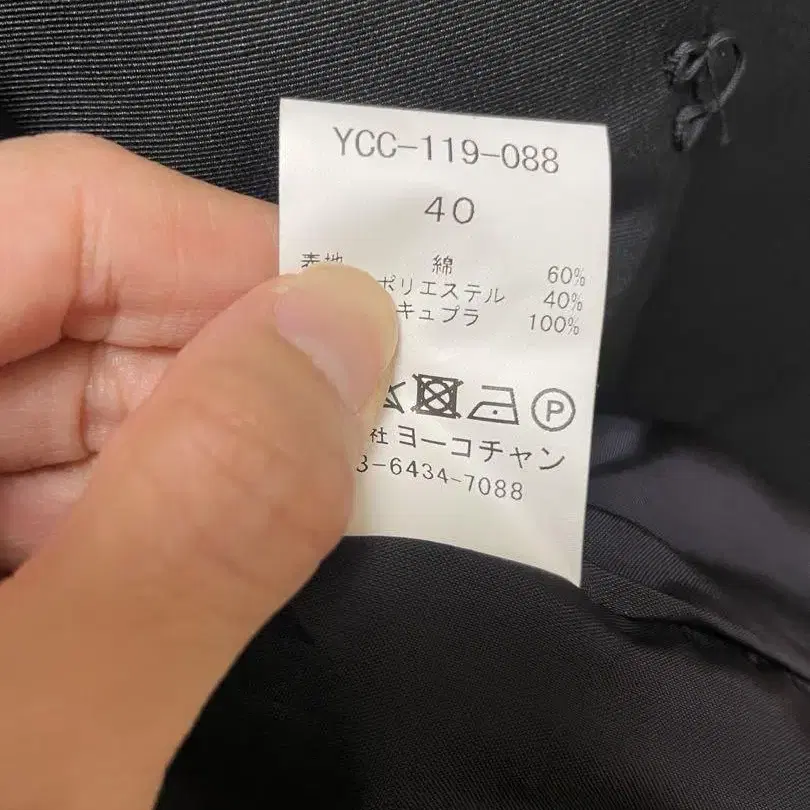 YCC-119-088
40
表地 綿 60%
ポリエステル 40%
キュプラ 100%
P
社 ヨーコチャン
3-6434-7088